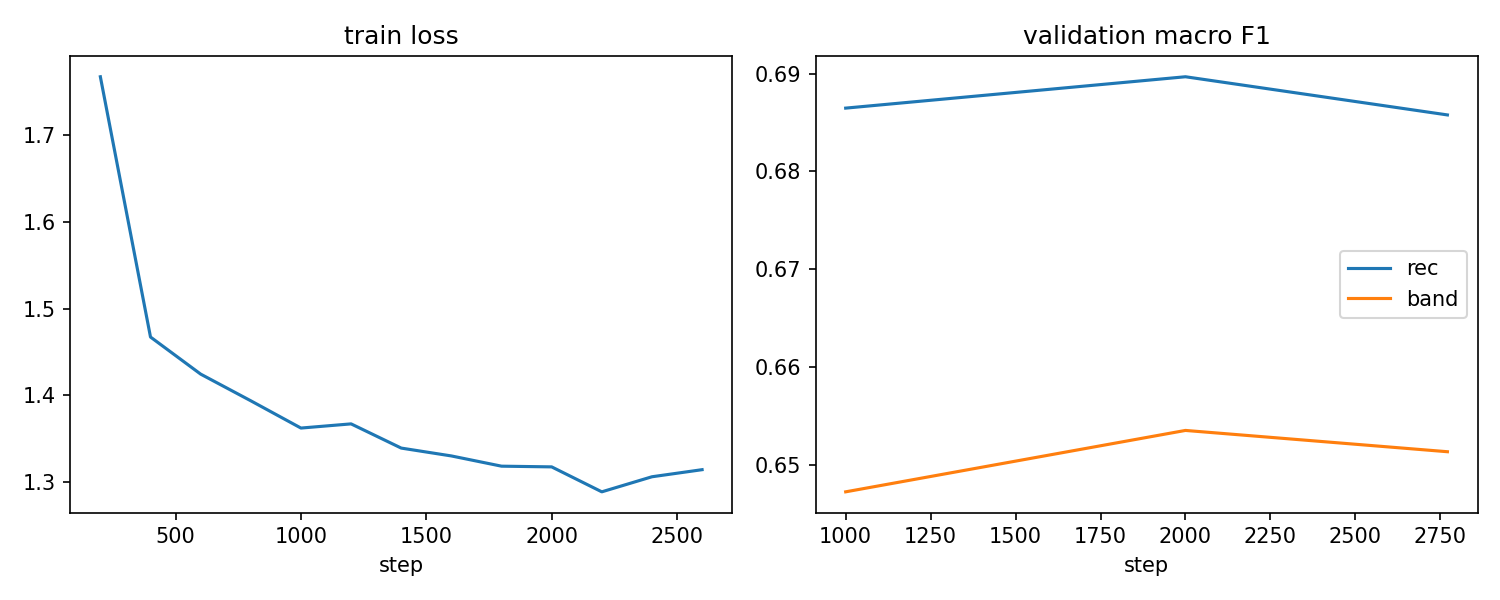 train loss
1.7
1.6
1.5
1.4
1.3
500 1000 1500 2000 2500
step
validation macro F1
0.69
0.68
0.67
0.66
0.65
rec
band
1000 1250 1500 1750 2000 2250 2500 2750
step